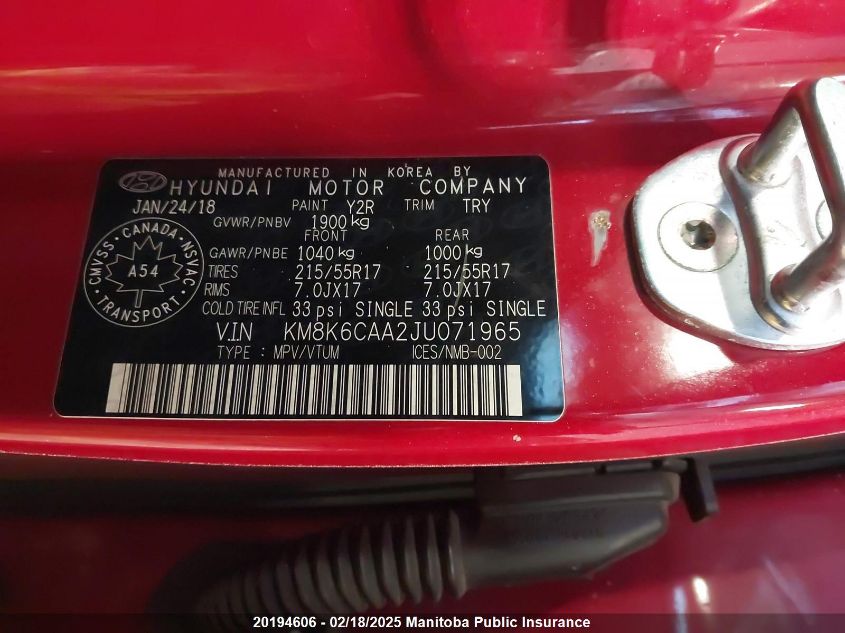 MANUFACTURED IN KOREA BY
HYUNDAI MOTOR COMPANY
JAN/24/18 PAINT Y2R TRIM TRY
GVWR/PNBV 1900kg
FRONT REAR
GAWR/PNBE 1040 kg 1000 kg
TIRES 215/55R17 215/55R17
RIMS 7.0JX17 7.0JX17
COLD TIRE INFL 33 psi SINGLE 33 psi SINGLE
V.I.N KM8K6CAA2JU071965
TYPE : MPV/VTUM ICES/NMB-002
CMVSS · CANADA · NSVAC
A54
TRANSPORT
20194606 - 02/18/2025 Manitoba Public Insurance